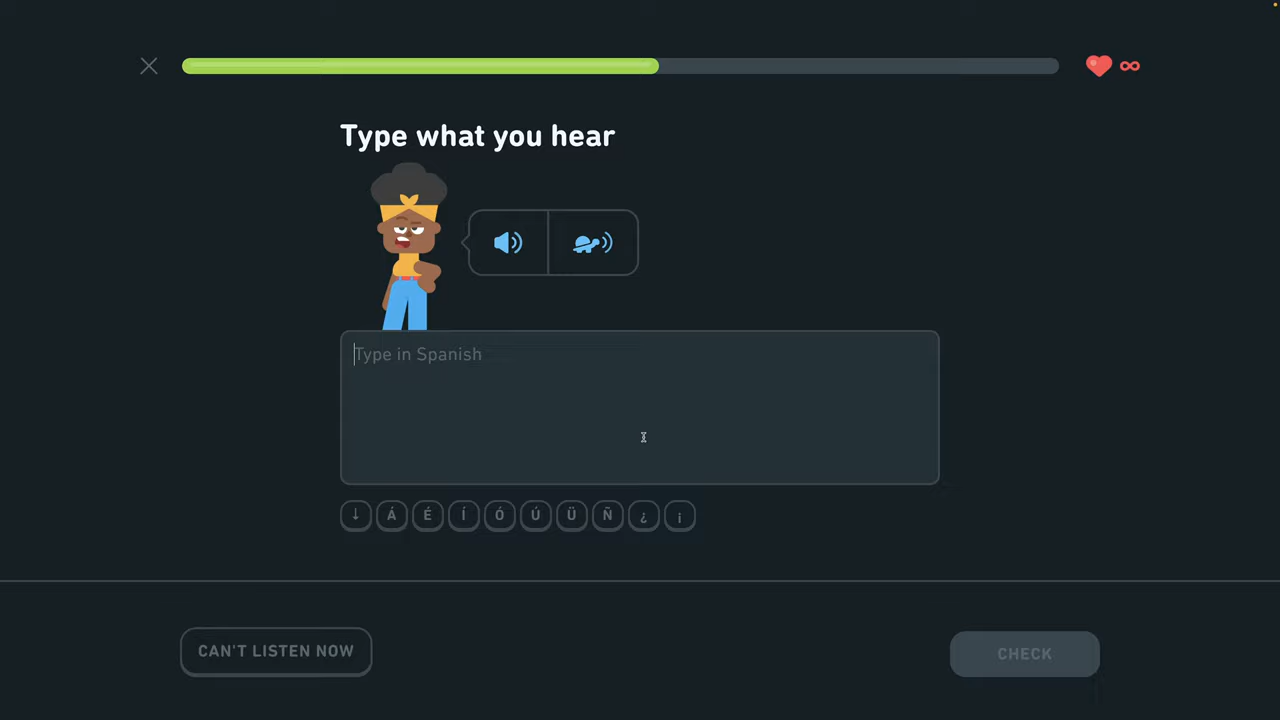 ∞
Type what you hear
Type in Spanish
↓ Á É Í Ó Ú Ü Ñ ¿ ¡
CAN'T LISTEN NOW
CHECK